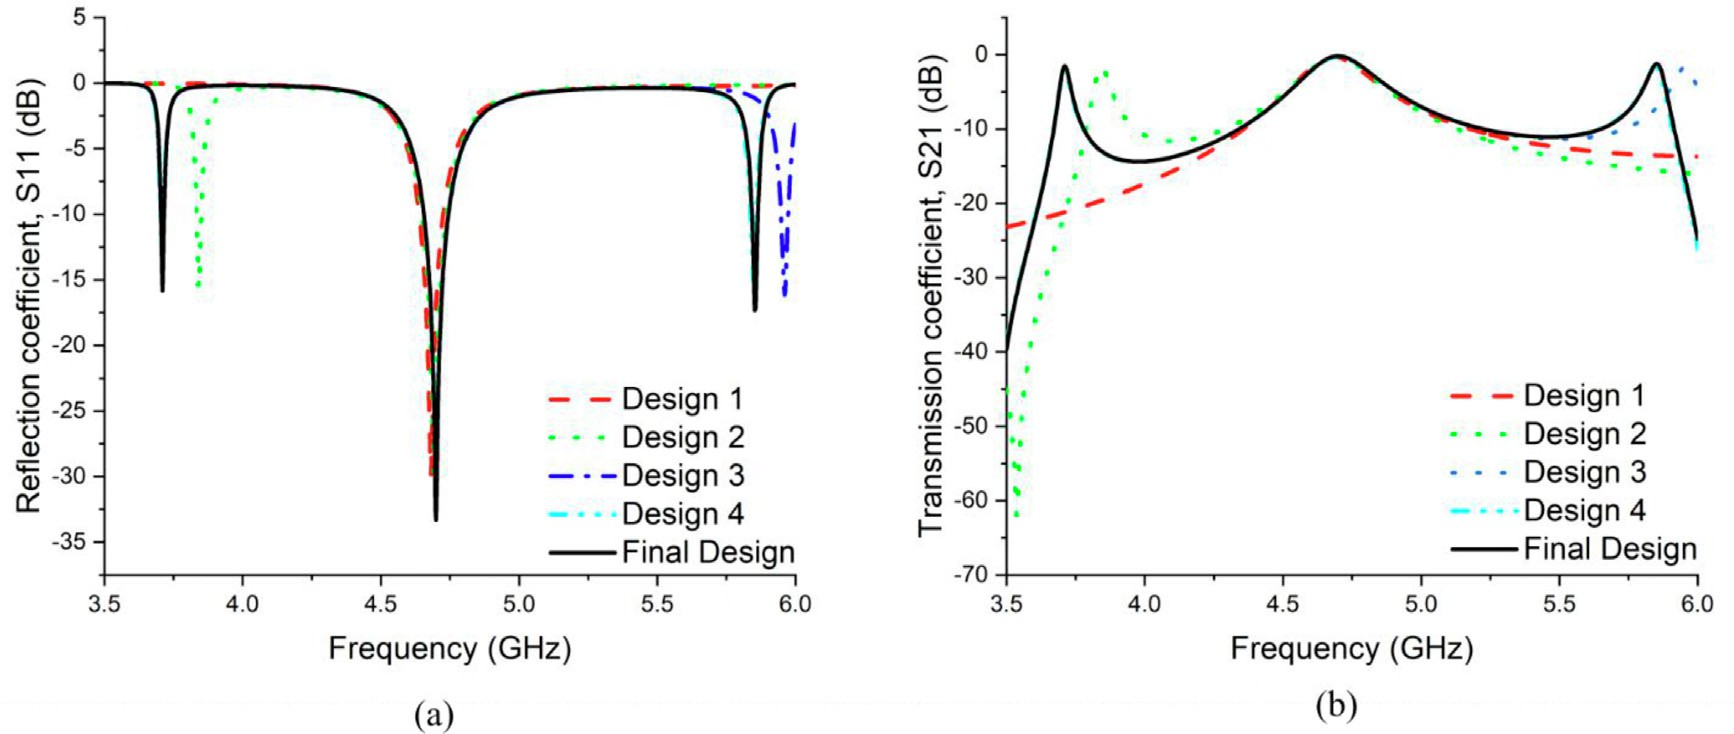 5
0
-5
-10
-15
-20
-25
-30
-35
3.5 4.0 4.5 5.0 5.5 6.0
Reflection coefficient, S11 (dB)
Frequency (GHz)
Design 1
Design 2
Design 3
Design 4
Final Design
(a)
0
-10
-20
-30
-40
-50
-60
-70
3.5 4.0 4.5 5.0 5.5 6.0
Transmission coefficient, S21 (dB)
Frequency (GHz)
Design 1
Design 2
Design 3
Design 4
Final Design
(b)